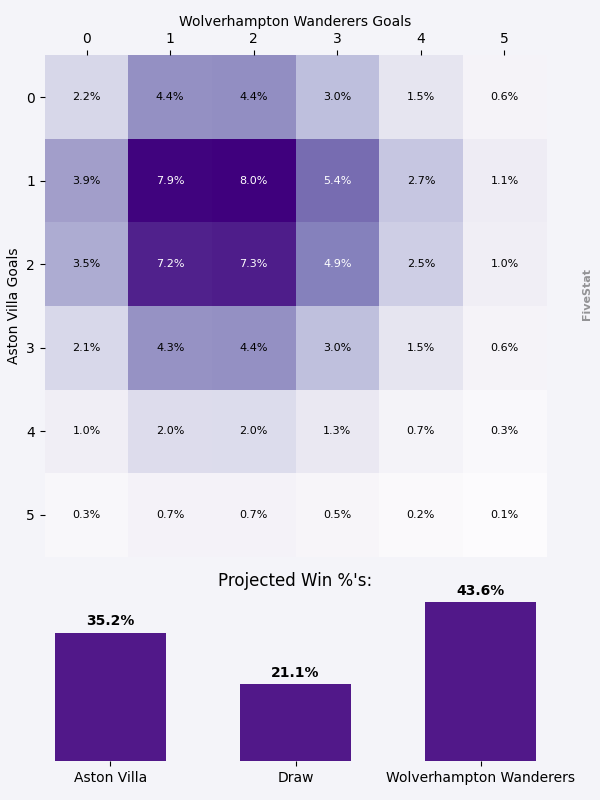 Wolverhampton Wanderers Goals
0 1 2 3 4 5
0 2.2% 4.4% 4.4% 3.0% 1.5% 0.6%
1 3.9% 7.9% 8.0% 5.4% 2.7% 1.1%
2 3.5% 7.2% 7.3% 4.9% 2.5% 1.0%
3 2.1% 4.3% 4.4% 3.0% 1.5% 0.6%
4 1.0% 2.0% 2.0% 1.3% 0.7% 0.3%
5 0.3% 0.7% 0.7% 0.5% 0.2% 0.1%
Aston Villa Goals
FiveStat
Projected Win %'s:
35.2% 21.1% 43.6%
Aston Villa Draw Wolverhampton Wanderers